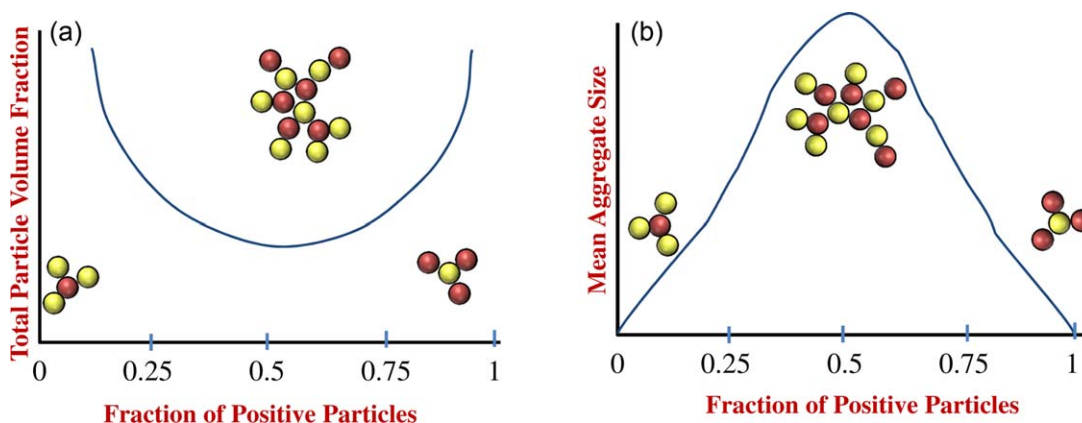 (a)
Total Particle Volume Fraction
0 0.25 0.5 0.75 1
Fraction of Positive Particles
(b)
Mean Aggregate Size
0 0.25 0.5 0.75 1
Fraction of Positive Particles